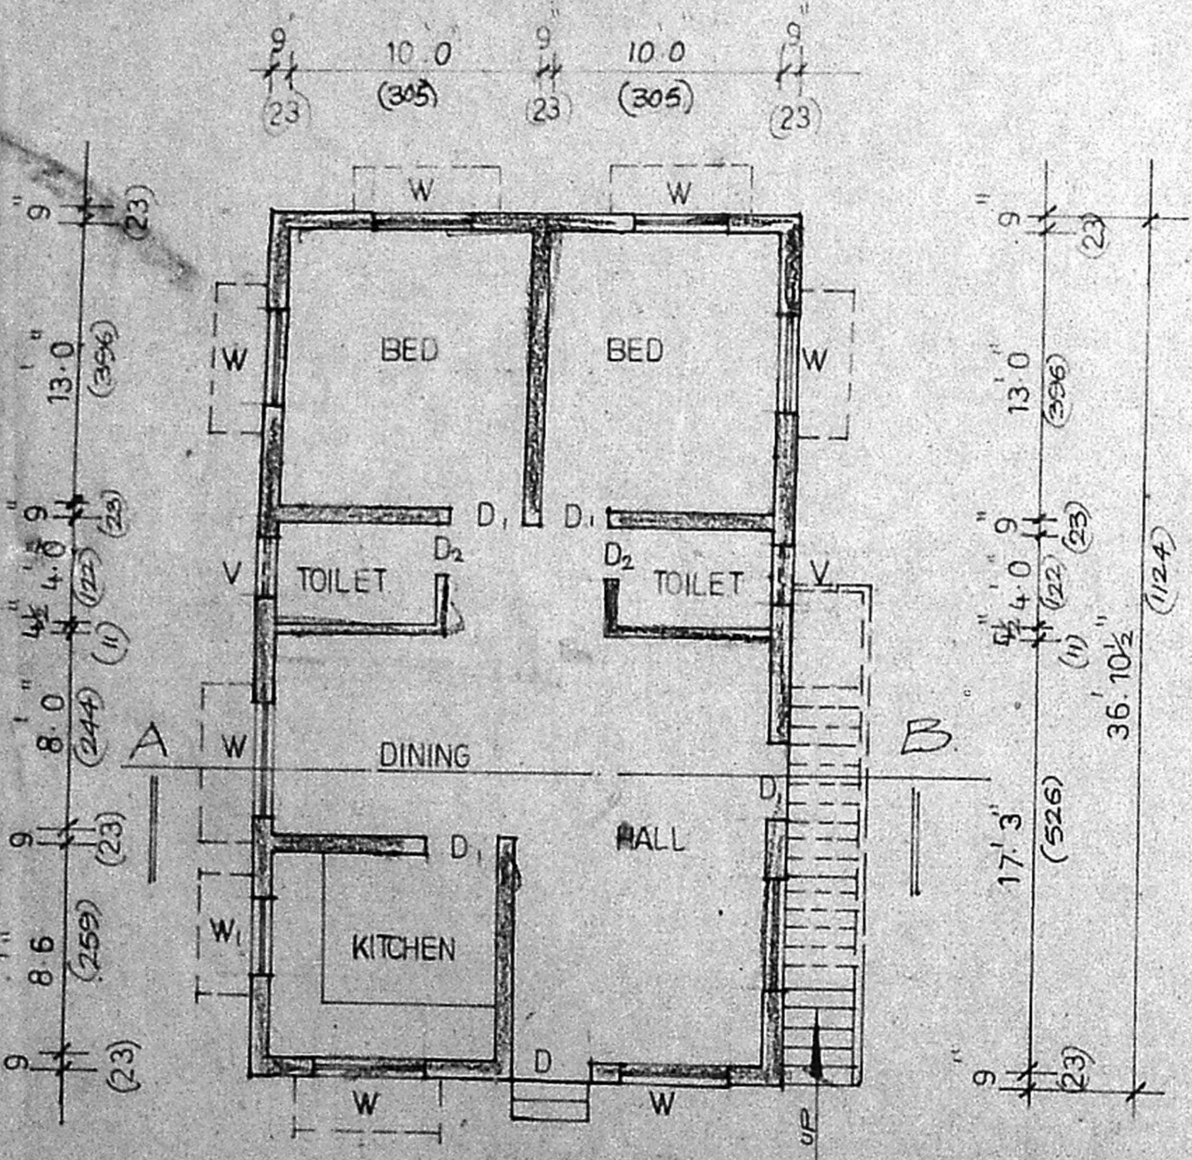 9" 10'.0" 9" 10'.0" 9"
(23) (305) (23) (305) (23)
W W
9" (23)
13'.0" (396)
9" (23)
4'.0" (122)
4½" (11)
8'.0" (244)
9 (23)
8'.6" (259)
9 (23)
W BED BED W
D1 D1
D2 D2
V TOILET TOILET V
A W DINING B
D
HALL
D1
W1 KITCHEN
D
W W
UP
9" (23)
13'.0" (396)
9" (23)
4'.0" (122)
4½" (11)
17'.3" (526)
9" (23)
36'.10½" (1124)